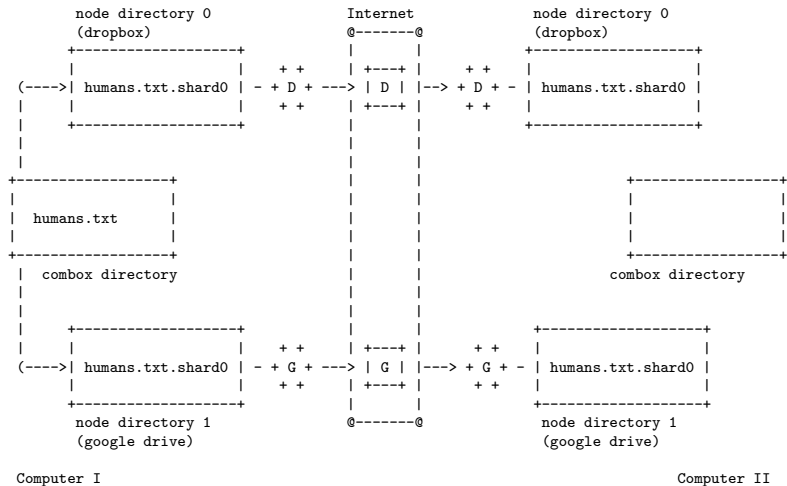 node directory 0 Internet node directory 0
(dropbox) @-------@ (dropbox)
+--------------------+ | | +--------------------+
| | + + | +---+ | + + | |
(---->| humans.txt.shard0 | - + D + ---> | D | |--> + D + - | humans.txt.shard0 |
| | | + + | +---+ | + + | |
| +--------------------+ | | +--------------------+
| | |
| | |
+------------------+ | | +-----------------+
| | | | | |
| humans.txt | | | | |
| | | | | |
+------------------+ | | +-----------------+
| combox directory | | combox directory
| | |
| | |
| +--------------------+ | | +--------------------+
| | | + + | +---+ | + + | |
(---->| humans.txt.shard0 | - + G + ---> | G | |---> + G + - | humans.txt.shard0 |
| | + + | +---+ | + + | |
+--------------------+ | | +--------------------+
node directory 1 @-------@ node directory 1
(google drive) (google drive)
Computer I Computer II